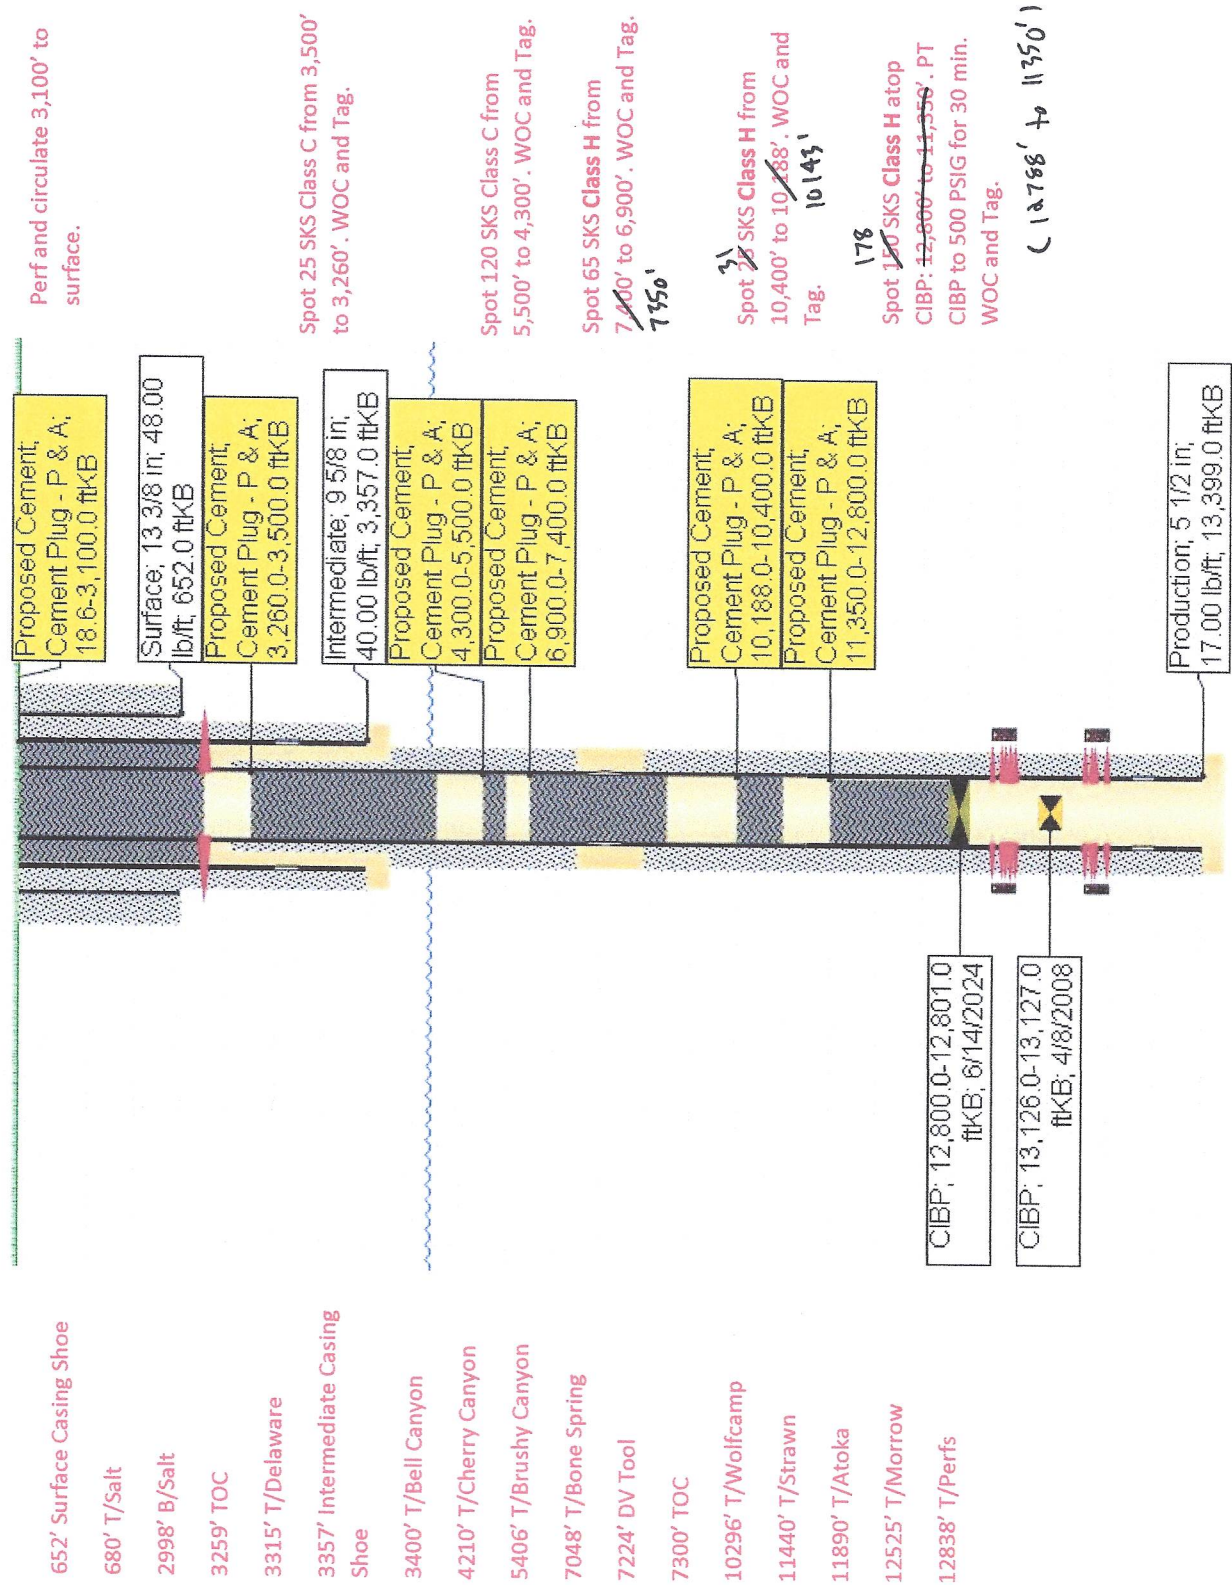 652' Surface Casing Shoe
680' T/Salt
2998' B/Salt
3259' TOC
3315' T/Delaware
3357' Intermediate Casing
Shoe
3400' T/Bell Canyon
4210' T/Cherry Canyon
5406' T/Brushy Canyon
7048' T/Bone Spring
7224' DV Tool
7300' TOC
10296' T/Wolfcamp
11440' T/Strawn
11890' T/Atoka
12525' T/Morrow
12838' T/Perfs
CIBP; 12,800.0-12,801.0
ftKB; 6/14/2024
CIBP; 13,126.0-13,127.0
ftKB; 4/8/2008
Proposed Cement;
Cement Plug - P & A;
18.6-3,100.0 ftKB
Surface; 13 3/8 in; 48.00
lb/ft; 652.0 ftKB
Proposed Cement;
Cement Plug - P & A;
3,260.0-3,500.0 ftKB
Intermediate; 9 5/8 in;
40.00 lb/ft; 3,357.0 ftKB
Proposed Cement;
Cement Plug - P & A;
4,300.0-5,500.0 ftKB
Proposed Cement;
Cement Plug - P & A;
6,900.0-7,400.0 ftKB
Proposed Cement;
Cement Plug - P & A;
10,188.0-10,400.0 ftKB
Proposed Cement;
Cement Plug - P & A;
11,350.0-12,800.0 ftKB
Production; 5 1/2 in;
17.00 lb/ft; 13,399.0 ftKB
Perf and circulate 3,100' to
surface.
Spot 25 SKS Class C from 3,500'
to 3,260'. WOC and Tag.
Spot 120 SKS Class C from
5,500' to 4,300'. WOC and Tag.
Spot 65 SKS Class H from
7,400' to 6,900'. WOC and Tag.
7350'
31
Spot 25 SKS Class H from
10,400' to 10,188'. WOC and
Tag.
10143'
178
Spot 150 SKS Class H atop
CIBP: 12,800' to 11,350'. PT
CIBP to 500 PSIG for 30 min.
WOC and Tag.
(12788' to 11350')